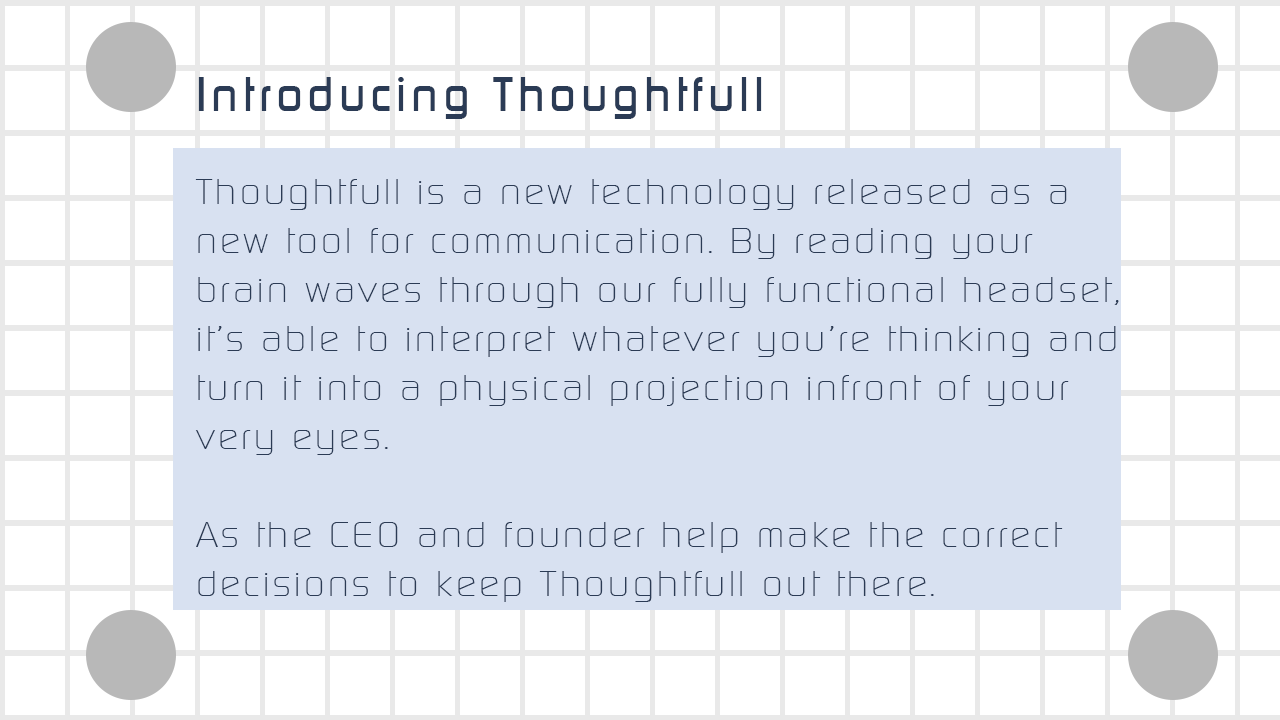 Introducing Thoughtfull
Thoughtfull is a new technology released as a
new tool for communication. By reading your
brain waves through our fully functional headset,
it’s able to interpret whatever you’re thinking and
turn it into a physical projection infront of your
very eyes.
As the CEO and founder help make the correct
decisions to keep Thoughtfull out there.